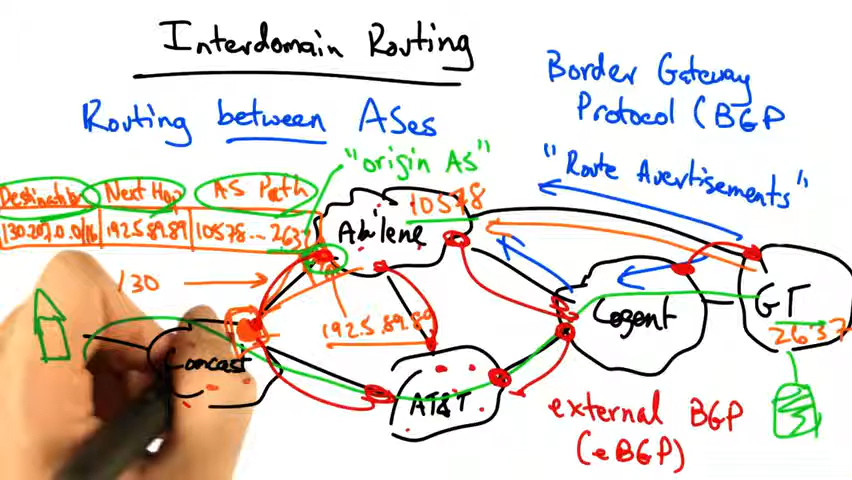 Interdomain Routing
Border Gateway
Protocol (BGP
Routing between ASes
"origin AS"
"Route Avertisements"
Destination Next Hop AS Path
130.207.0.0/16 192.5.89.89 10578... 2637
10578
Abilene
130
192.5.89.89
GT
2637
Cogent
Comcast
AT&T
external BGP
(eBGP)